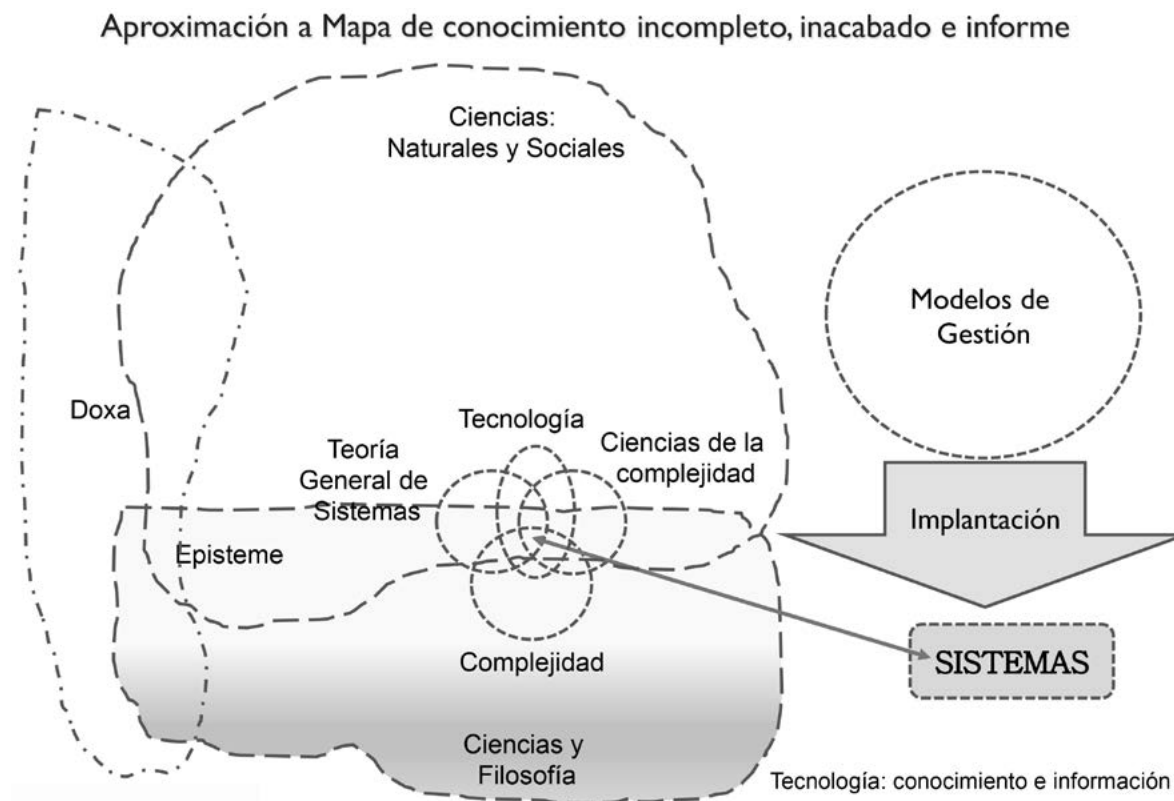 Aproximación a Mapa de conocimiento incompleto, inacabado e informe
Ciencias:
Naturales y Sociales
Modelos de
Gestión
Doxa
Tecnología
Teoría
General de
Sistemas
Ciencias de la
complejidad
Implantación
Episteme
Complejidad
SISTEMAS
Ciencias y
Filosofía
Tecnología: conocimiento e información